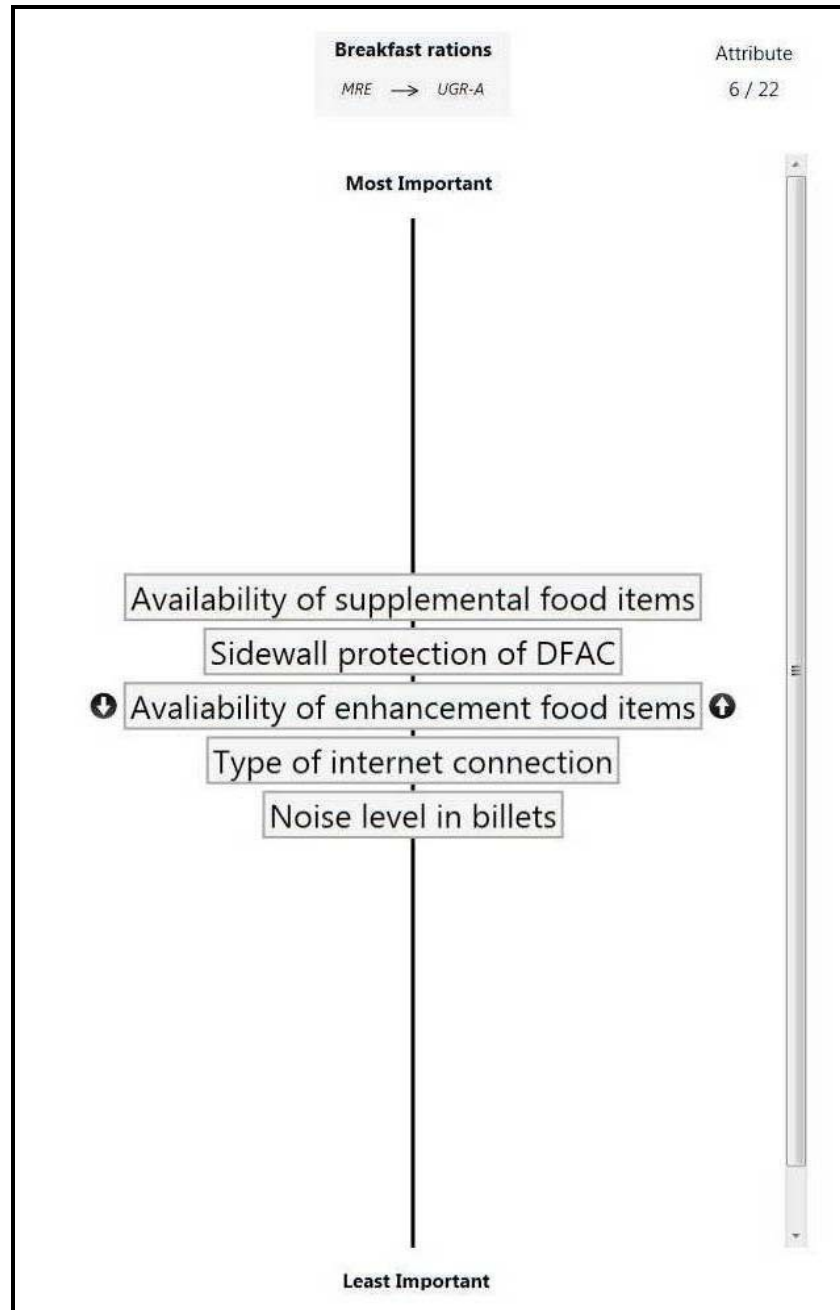 Breakfast rations
MRE → UGR-A
Attribute
6 / 22
Most Important
Availability of supplemental food items
Sidewall protection of DFAC
Avaliability of enhancement food items
Type of internet connection
Noise level in billets
Least Important